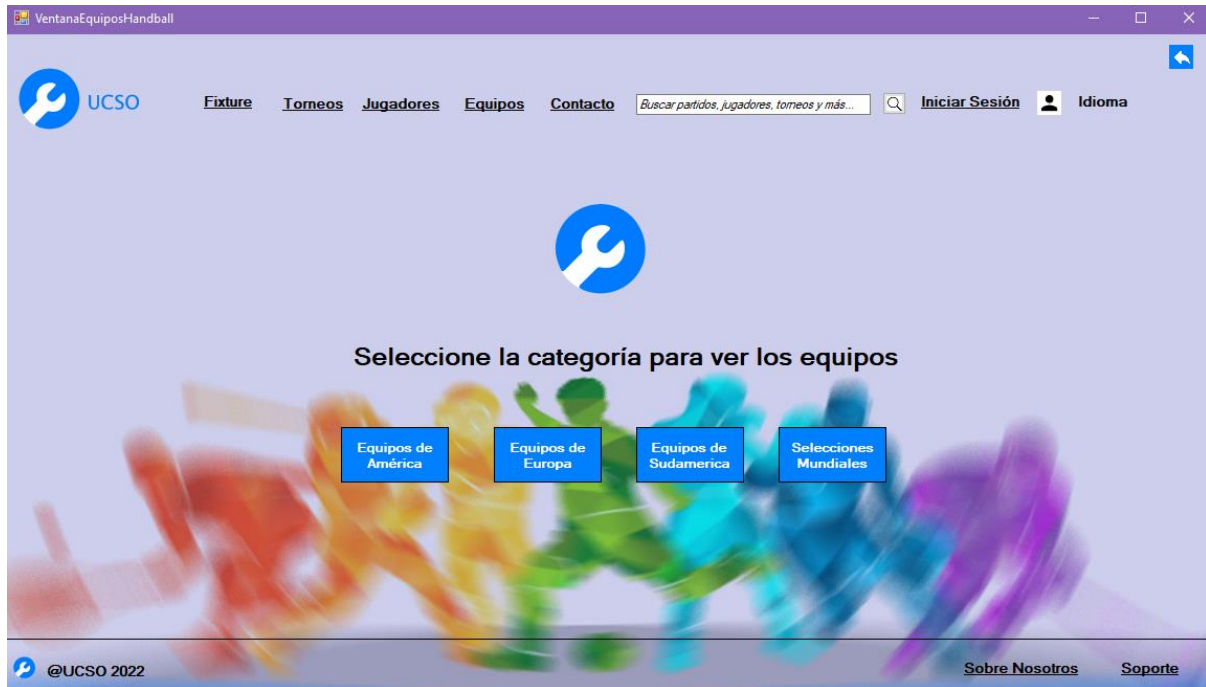 VentanaEquiposHandball
UCSO
Fixture
Torneos
Jugadores
Equipos
Contacto
Buscar partidos, jugadores, torneos y más...
Iniciar Sesión
Idioma
Seleccione la categoría para ver los equipos
Equipos de
América
Equipos de
Europa
Equipos de
Sudamerica
Selecciones
Mundiales
@UCSO 2022
Sobre Nosotros
Soporte